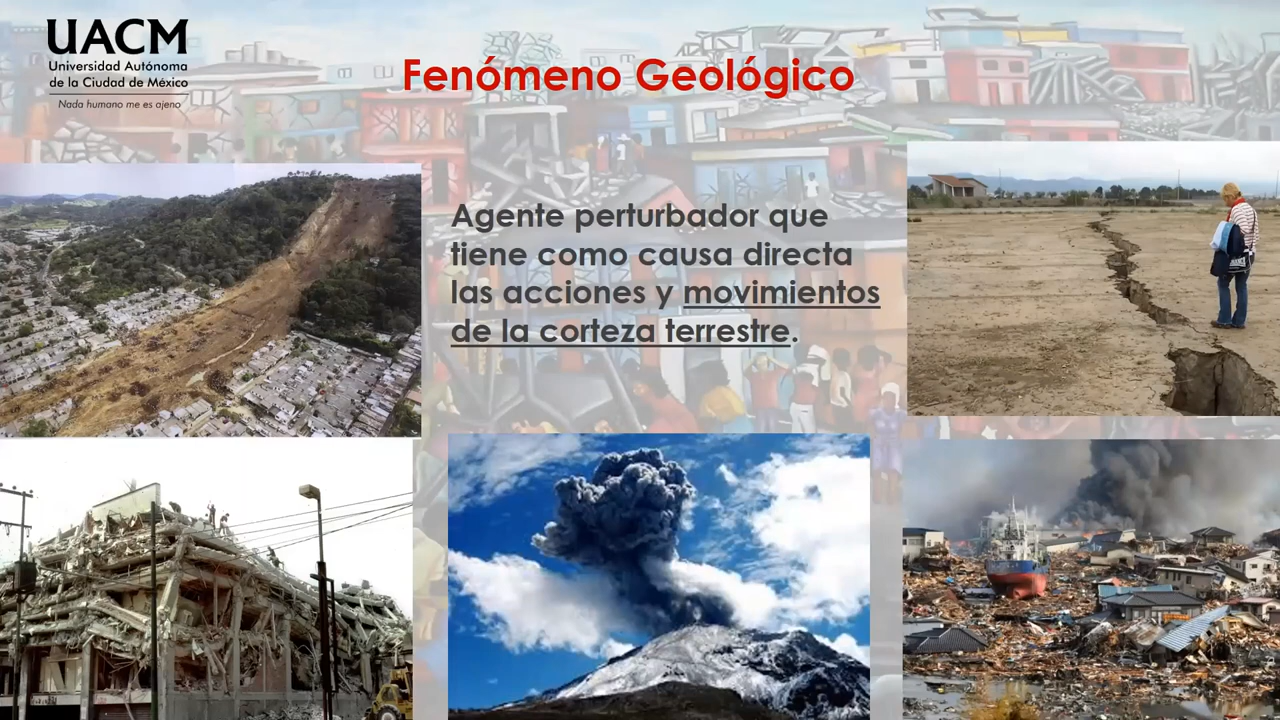 UACM
Universidad Autónoma
de la Ciudad de México
Nada humano me es ajeno
Fenómeno Geológico
Agente perturbador que
tiene como causa directa
las acciones y movimientos
de la corteza terrestre.